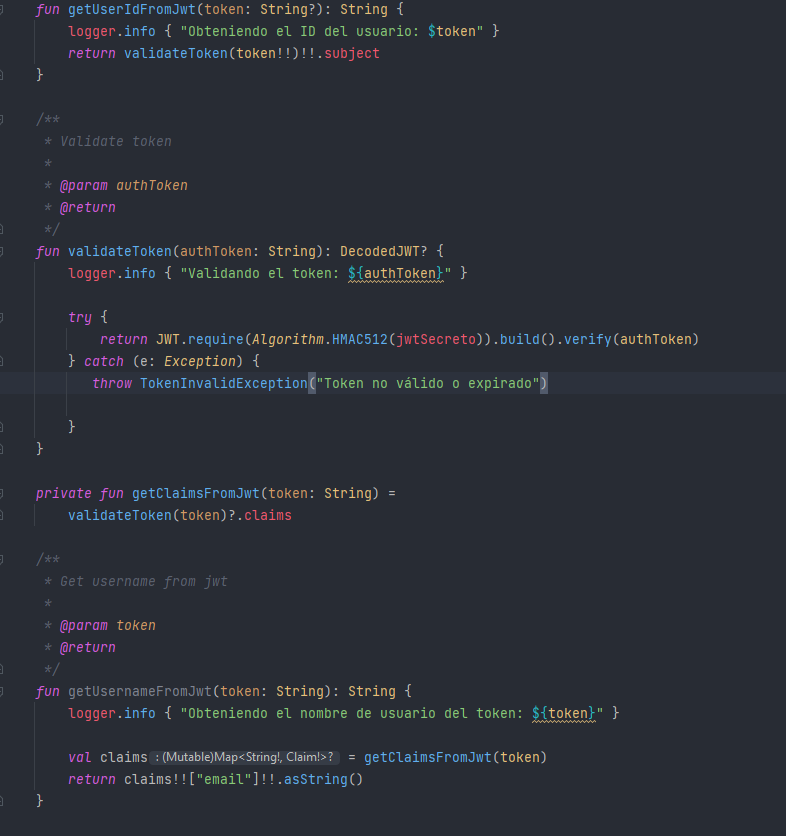 fun getUserIdFromJwt(token: String?): String {
logger.info { "Obteniendo el ID del usuario: $token" }
return validateToken(token!!)!!.subject
}
/**
* Validate token
*
* @param authToken
* @return
*/
fun validateToken(authToken: String): DecodedJWT? {
logger.info { "Validando el token: ${authToken}" }
try {
return JWT.require(Algorithm.HMAC512(jwtSecreto)).build().verify(authToken)
} catch (e: Exception) {
throw TokenInvalidException("Token no válido o expirado")
}
}
private fun getClaimsFromJwt(token: String) =
validateToken(token)?.claims
/**
* Get username from jwt
*
* @param token
* @return
*/
fun getUsernameFromJwt(token: String): String {
logger.info { "Obteniendo el nombre de usuario del token: ${token}" }
val claims : (Mutable)Map<String!, Claim!>? = getClaimsFromJwt(token)
return claims!!["email"]!!.asString()
}